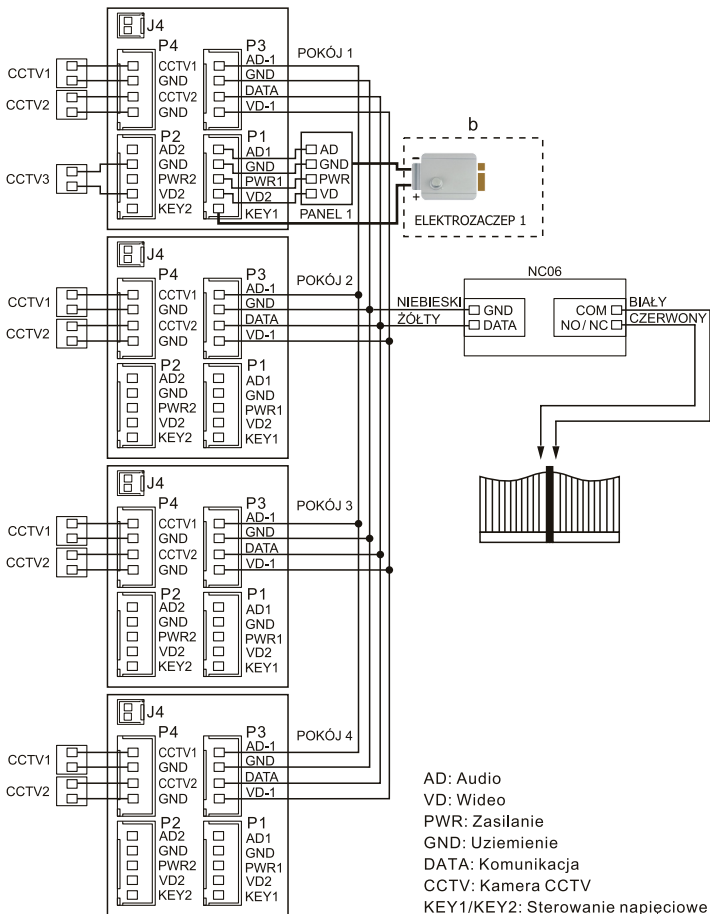 J4
P4
P3
CCTV1
GND
CCTV2
GND
AD-1
GND
DATA
VD-1
POKÓJ 1
CCTV1
CCTV2
CCTV3
P2
AD2
GND
PWR2
VD2
KEY2
P1
AD1
GND
PWR1
VD2
KEY1
AD
GND
PWR
VD
PANEL 1
b
-
+
ELEKTROZACZEP 1
J4
P4
P3
CCTV1
GND
CCTV2
GND
AD-1
GND
DATA
VD-1
POKÓJ 2
CCTV1
CCTV2
P2
AD2
GND
PWR2
VD2
KEY2
P1
AD1
GND
PWR1
VD2
KEY1
NIEBIESKI
ŻÓŁTY
NC06
GND
DATA
COM
NO/NC
BIAŁY
CZERWONY
J4
P4
P3
CCTV1
GND
CCTV2
GND
AD-1
GND
DATA
VD-1
POKÓJ 3
CCTV1
CCTV2
P2
AD2
GND
PWR2
VD2
KEY2
P1
AD1
GND
PWR1
VD2
KEY1
J4
P4
P3
CCTV1
GND
CCTV2
GND
AD-1
GND
DATA
VD-1
POKÓJ 4
CCTV1
CCTV2
P2
AD2
GND
PWR2
VD2
KEY2
P1
AD1
GND
PWR1
VD2
KEY1
AD: Audio
VD: Wideo
PWR: Zasilanie
GND: Uziemienie
DATA: Komunikacja
CCTV: Kamera CCTV
KEY1/KEY2: Sterowanie napięciowe